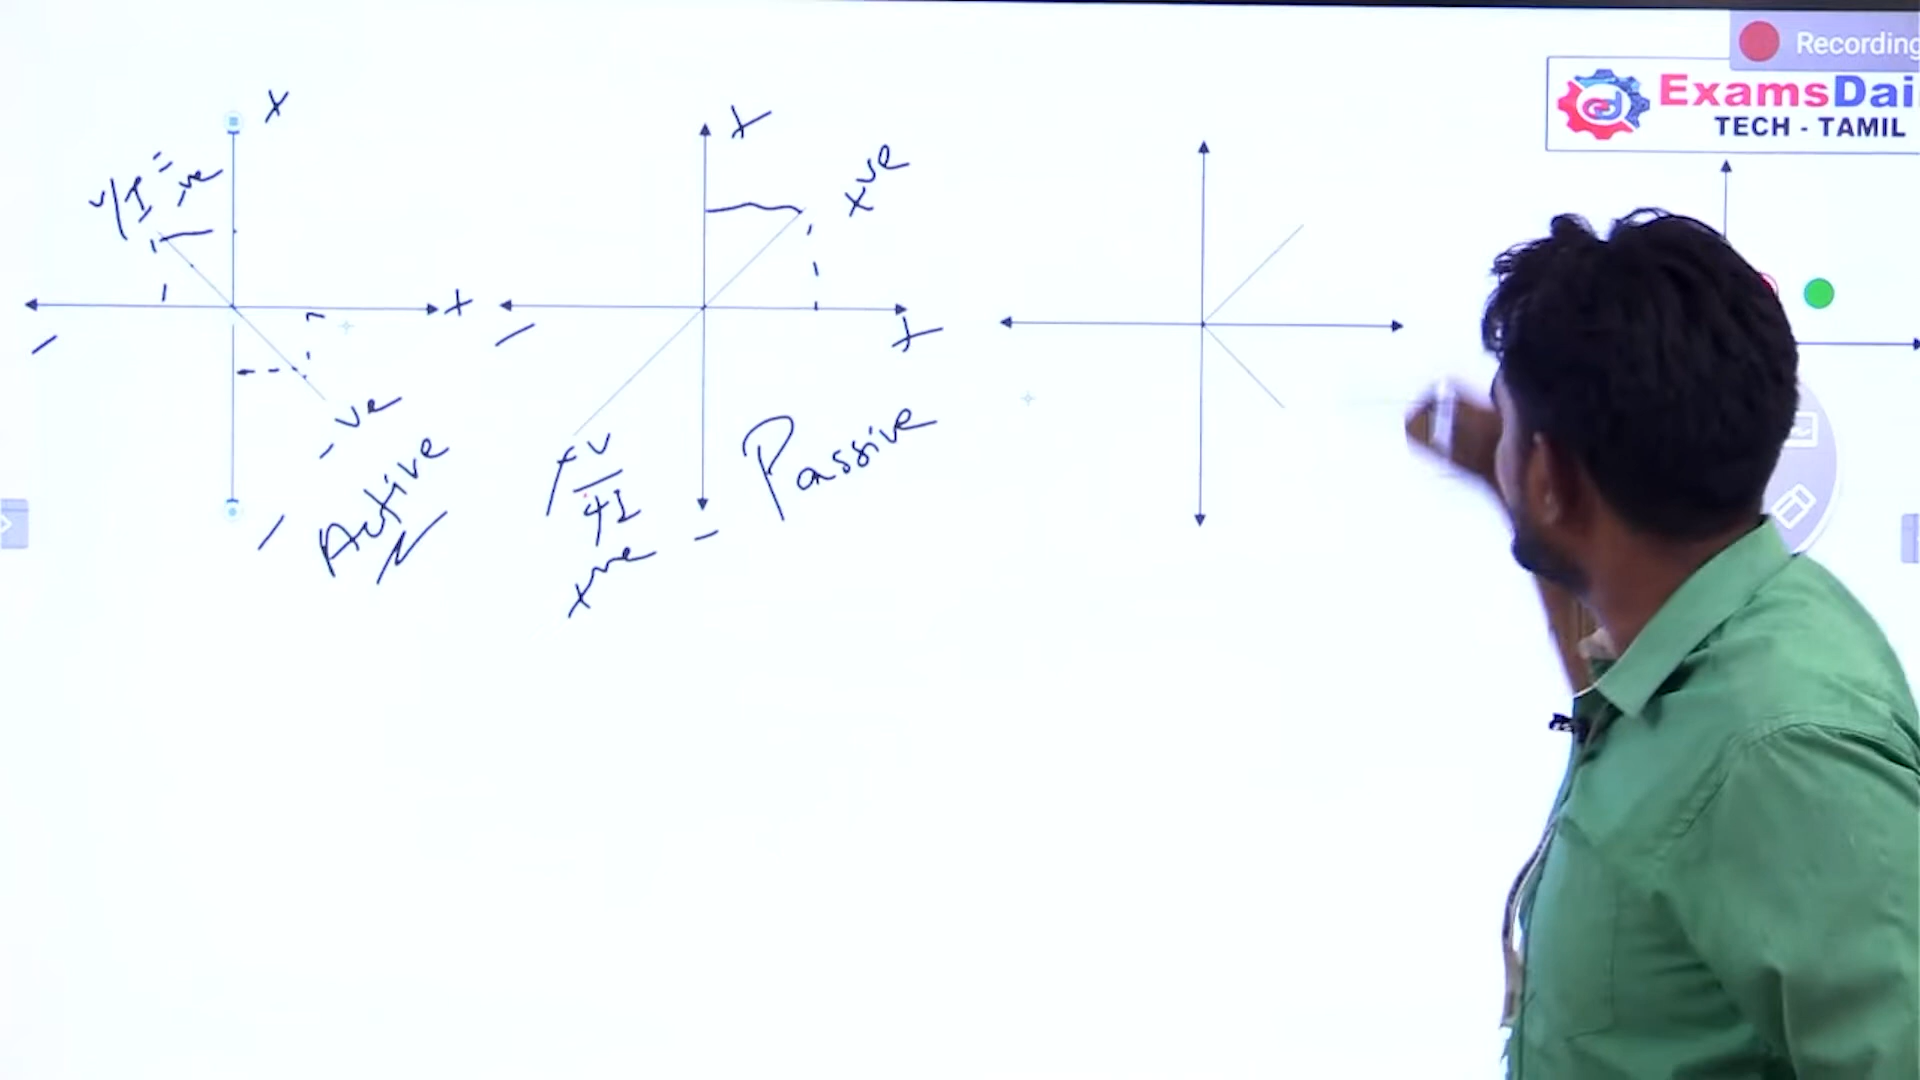 Recording
ExamsDai
TECH - TAMIL
+
V/I =
-ve
+
-
-ve
-
Active
+
+ve
+
-
-V
-I
+ve
-
Passive